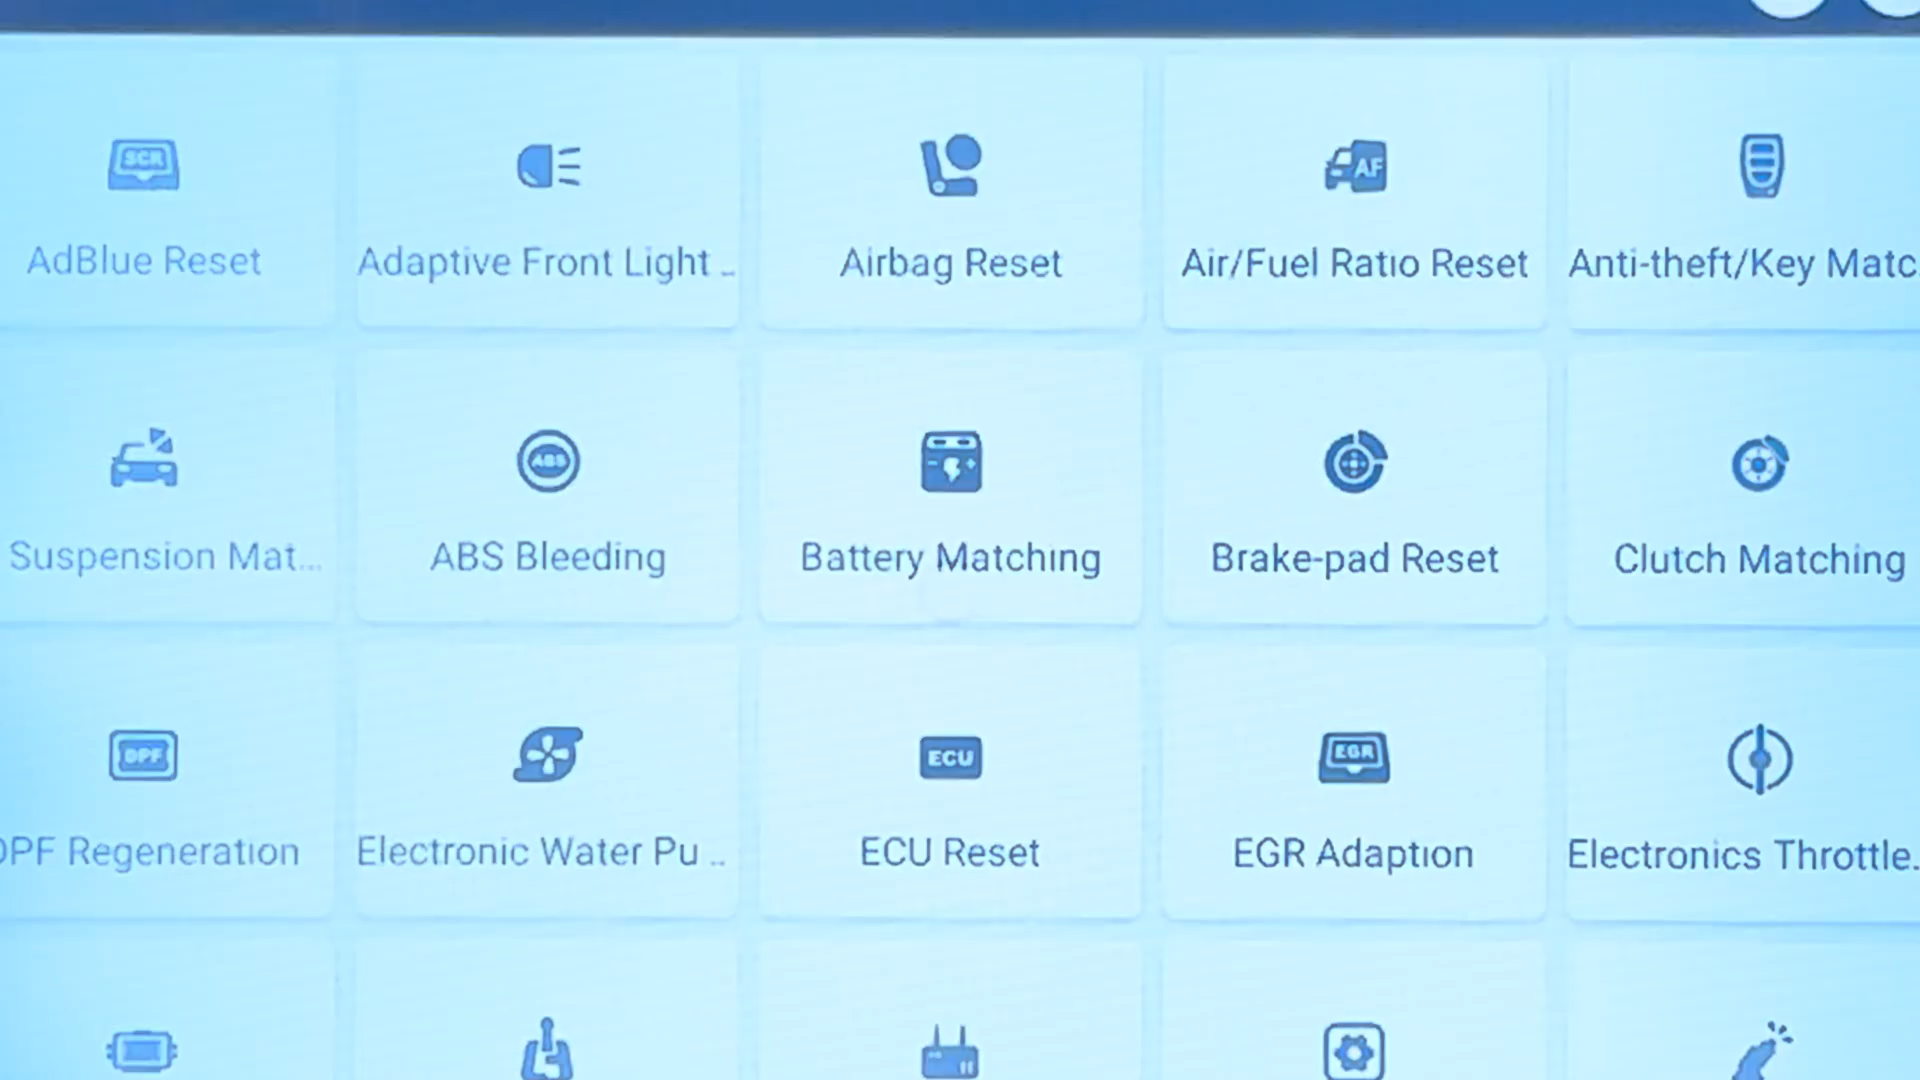 SCR
AF
AdBlue Reset
Adaptive Front Light ..
Airbag Reset
Air/Fuel Ratio Reset
Anti-theft/Key Matc
ABS
Suspension Mat...
ABS Bleeding
Battery Matching
Brake-pad Reset
Clutch Matching
DPF
ECU
EGR
DPF Regeneration
Electronic Water Pu ..
ECU Reset
EGR Adaption
Electronics Throttle.